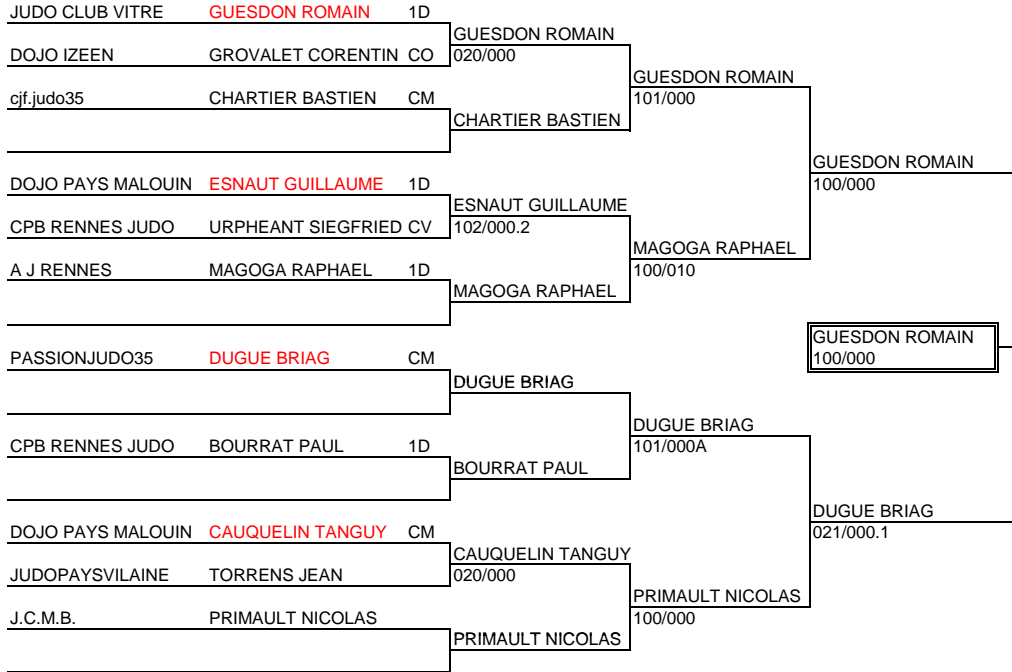 JUDO CLUB VITRE GUESDON ROMAIN 1D
GUESDON ROMAIN
DOJO IZEEN GROVALET CORENTIN CO 020/000
GUESDON ROMAIN
cjf.judo35 CHARTIER BASTIEN CM 101/000
CHARTIER BASTIEN
GUESDON ROMAIN
DOJO PAYS MALOUIN ESNAUT GUILLAUME 1D 100/000
ESNAUT GUILLAUME
CPB RENNES JUDO URPHEANT SIEGFRIED CV 102/000.2
MAGOGA RAPHAEL
A J RENNES MAGOGA RAPHAEL 1D 100/010
MAGOGA RAPHAEL
GUESDON ROMAIN
PASSIONJUDO35 DUGUE BRIAG CM 100/000
DUGUE BRIAG
DUGUE BRIAG
CPB RENNES JUDO BOURRAT PAUL 1D 101/000A
BOURRAT PAUL
DUGUE BRIAG
DOJO PAYS MALOUIN CAUQUELIN TANGUY CM 021/000.1
CAUQUELIN TANGUY
JUDOPAYSVILAINE TORRENS JEAN 020/000
PRIMAULT NICOLAS
J.C.M.B. PRIMAULT NICOLAS 100/000
PRIMAULT NICOLAS